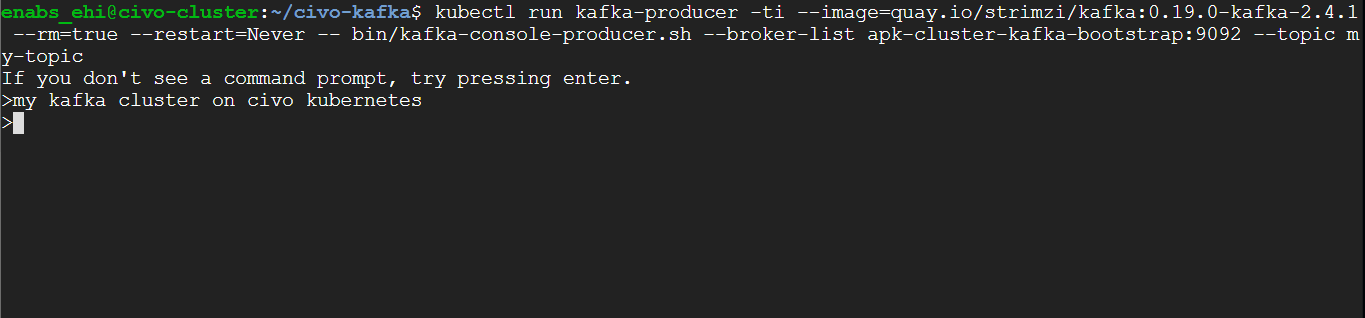 enabs_ehi@civo-cluster:~/civo-kafka$ kubectl run kafka-producer -ti --image=quay.io/strimzi/kafka:0.19.0-kafka-2.4.1
 --rm=true --restart=Never -- bin/kafka-console-producer.sh --broker-list apk-cluster-kafka-bootstrap:9092 --topic m
y-topic
If you don't see a command prompt, try pressing enter.
>my kafka cluster on civo kubernetes
>